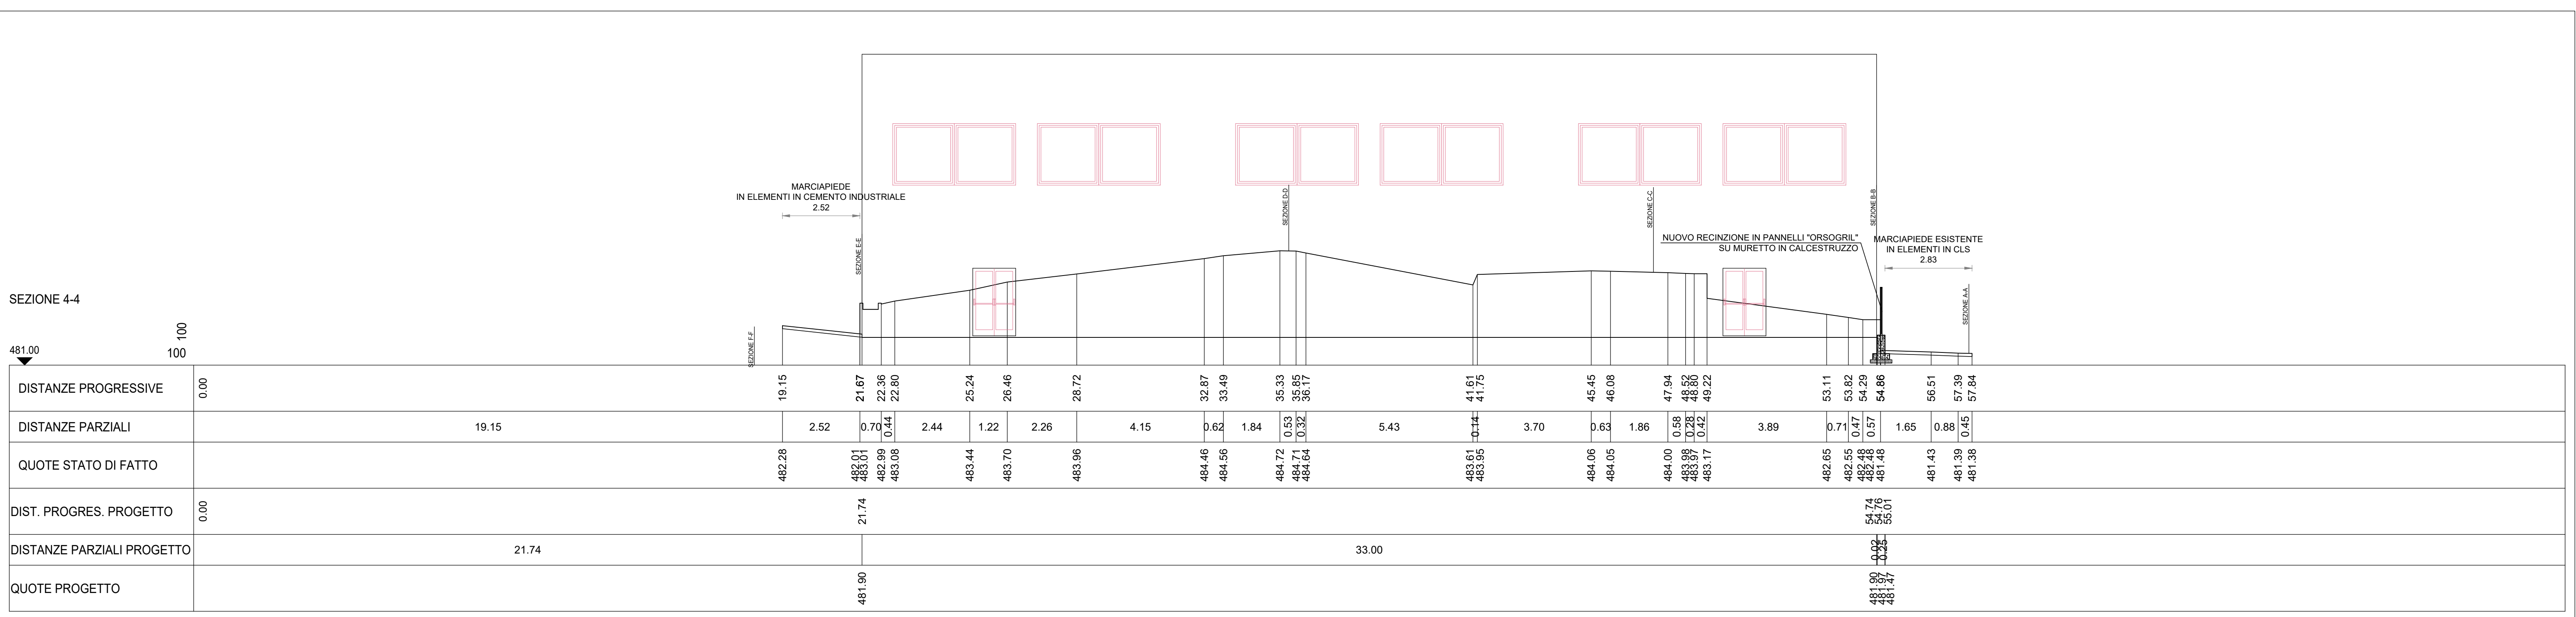 MARCIAPIEDE
IN ELEMENTI IN CEMENTO INDUSTRIALE
2.52
SEZIONE F-F
SEZIONE E-E
SEZIONE D-D
SEZIONE C-C
SEZIONE B-B
SEZIONE A-A
NUOVO RECINZIONE IN PANNELLI "ORSOGRIL"
SU MURETTO IN CALCESTRUZZO
MARCIAPIEDE ESISTENTE
IN ELEMENTI IN CLS
2.83
SEZIONE 4-4
100
100
481.00
DISTANZE PROGRESSIVE 0.00 19.15 21.67 22.36 22.80 25.24 26.46 28.72 32.87 33.49 35.33 35.85 36.17 41.61 41.75 45.45 46.08 47.94 48.52 48.80 49.22 53.11 53.82 54.29 54.86 56.51 57.39 57.84
DISTANZE PARZIALI 19.15 2.52 0.70 0.44 2.44 1.22 2.26 4.15 0.62 1.84 0.53 0.32 5.43 0.14 3.70 0.63 1.86 0.58 0.28 0.42 3.89 0.71 0.47 0.57 1.65 0.88 0.45
QUOTE STATO DI FATTO 482.28 482.01 483.01 482.99 483.08 483.44 483.70 483.96 484.46 484.56 484.72 484.71 484.64 483.61 483.95 484.06 484.05 484.00 483.98 483.97 483.17 482.65 482.55 482.48 482.48 481.48 481.43 481.39 481.38
DIST. PROGRES. PROGETTO 0.00 21.74 54.74 54.76 55.01
DISTANZE PARZIALI PROGETTO 21.74 33.00 0.02 0.25
QUOTE PROGETTO 481.90 481.90 481.97 481.47